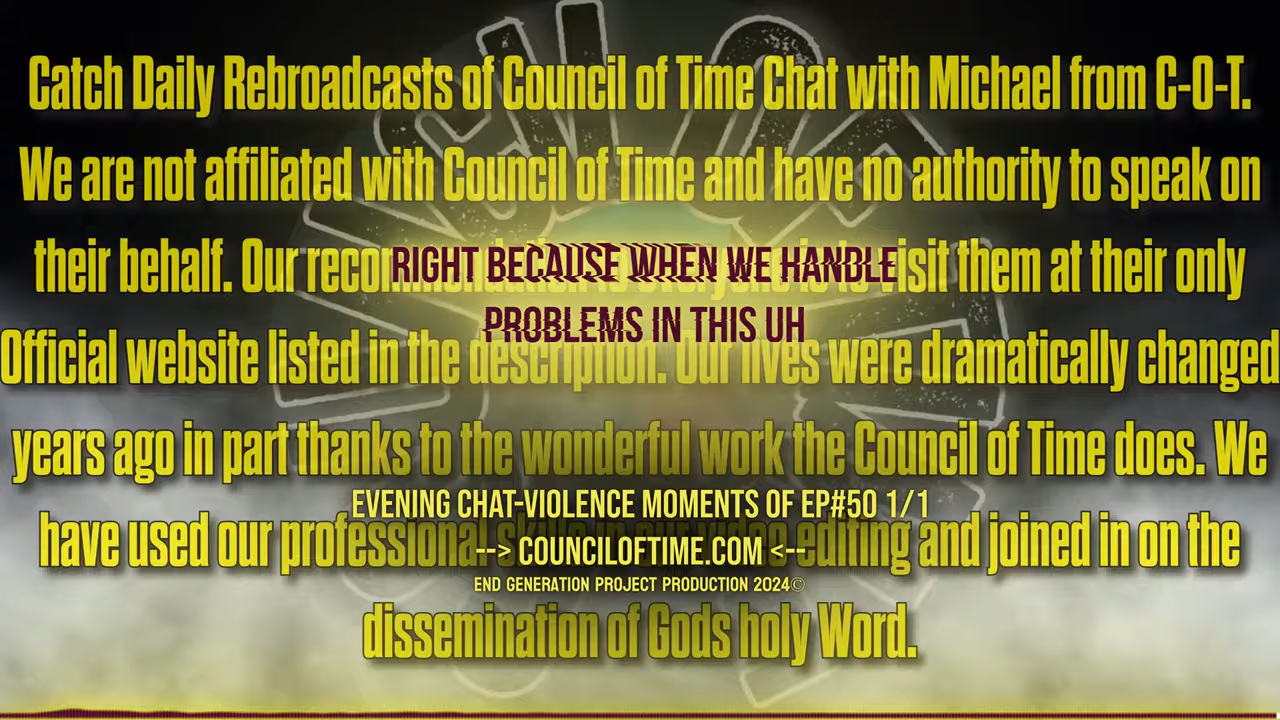 Catch Daily Rebroadcasts of Council of Time Chat with Michael from C-O-T.
We are not affiliated with Council of Time and have no authority to speak on
their behalf. Our visit them at their only
RIGHT BECAUSE WHEN WE HANDLE
PROBLEMS IN THIS UH
Official website listed in the description. Our lives were dramatically changed
years ago in part thanks to the wonderful work the Council of Time does. We
EVENING CHAT-VIOLENCE MOMENTS OF EP#50 1/1
have used our professional skills editing and joined in on the
--> COUNCILOFTIME.COM <--
END GENERATION PROJECT PRODUCTION 2024©
dissemination of Gods holy Word.